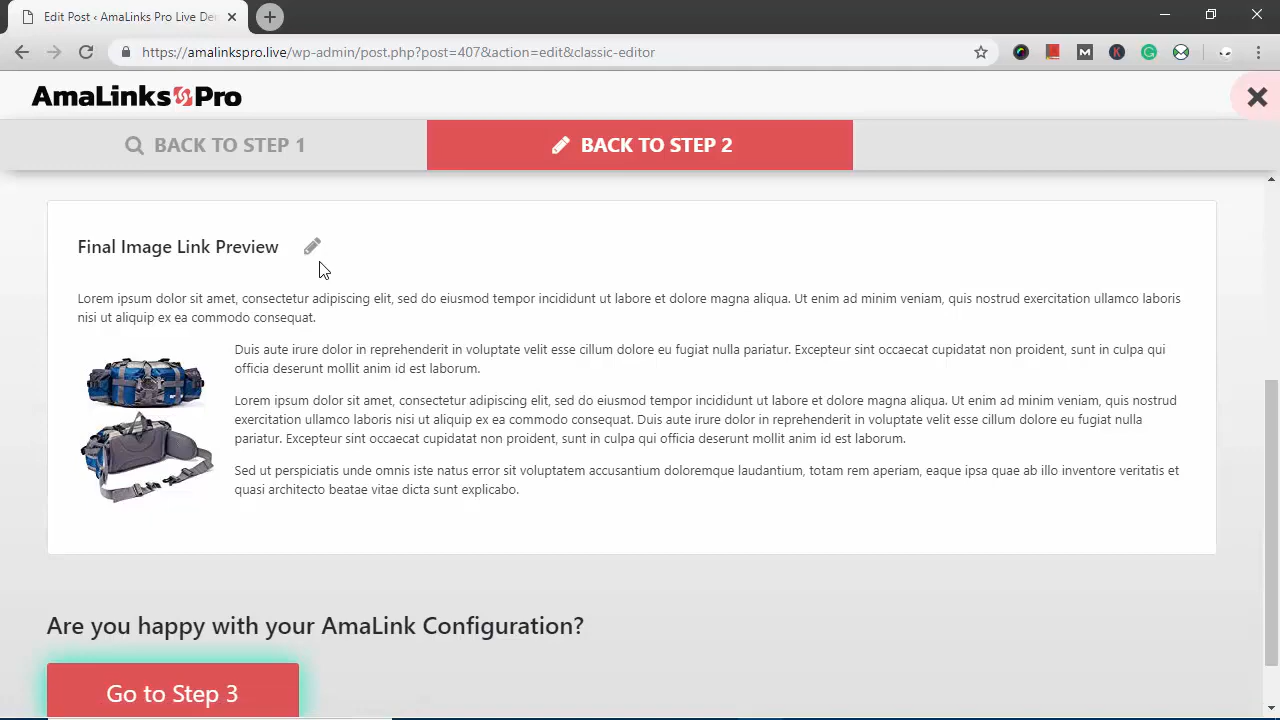 Edit Post ‹ AmaLinks Pro Live De
https://amalinkspro.live/wp-admin/post.php?post=407&action=edit&classic-editor
AmaLinks Pro
BACK TO STEP 1
BACK TO STEP 2
Final Image Link Preview
Lorem ipsum dolor sit amet, consectetur adipiscing elit, sed do eiusmod tempor incididunt ut labore et dolore magna aliqua. Ut enim ad minim veniam, quis nostrud exercitation ullamco laboris
nisi ut aliquip ex ea commodo consequat.
Duis aute irure dolor in reprehenderit in voluptate velit esse cillum dolore eu fugiat nulla pariatur. Excepteur sint occaecat cupidatat non proident, sunt in culpa qui
officia deserunt mollit anim id est laborum.
Lorem ipsum dolor sit amet, consectetur adipiscing elit, sed do eiusmod tempor incididunt ut labore et dolore magna aliqua. Ut enim ad minim veniam, quis nostrud
exercitation ullamco laboris nisi ut aliquip ex ea commodo consequat. Duis aute irure dolor in reprehenderit in voluptate velit esse cillum dolore eu fugiat nulla
pariatur. Excepteur sint occaecat cupidatat non proident, sunt in culpa qui officia deserunt mollit anim id est laborum.
Sed ut perspiciatis unde omnis iste natus error sit voluptatem accusantium doloremque laudantium, totam rem aperiam, eaque ipsa quae ab illo inventore veritatis et
quasi architecto beatae vitae dicta sunt explicabo.
Are you happy with your AmaLink Configuration?
Go to Step 3